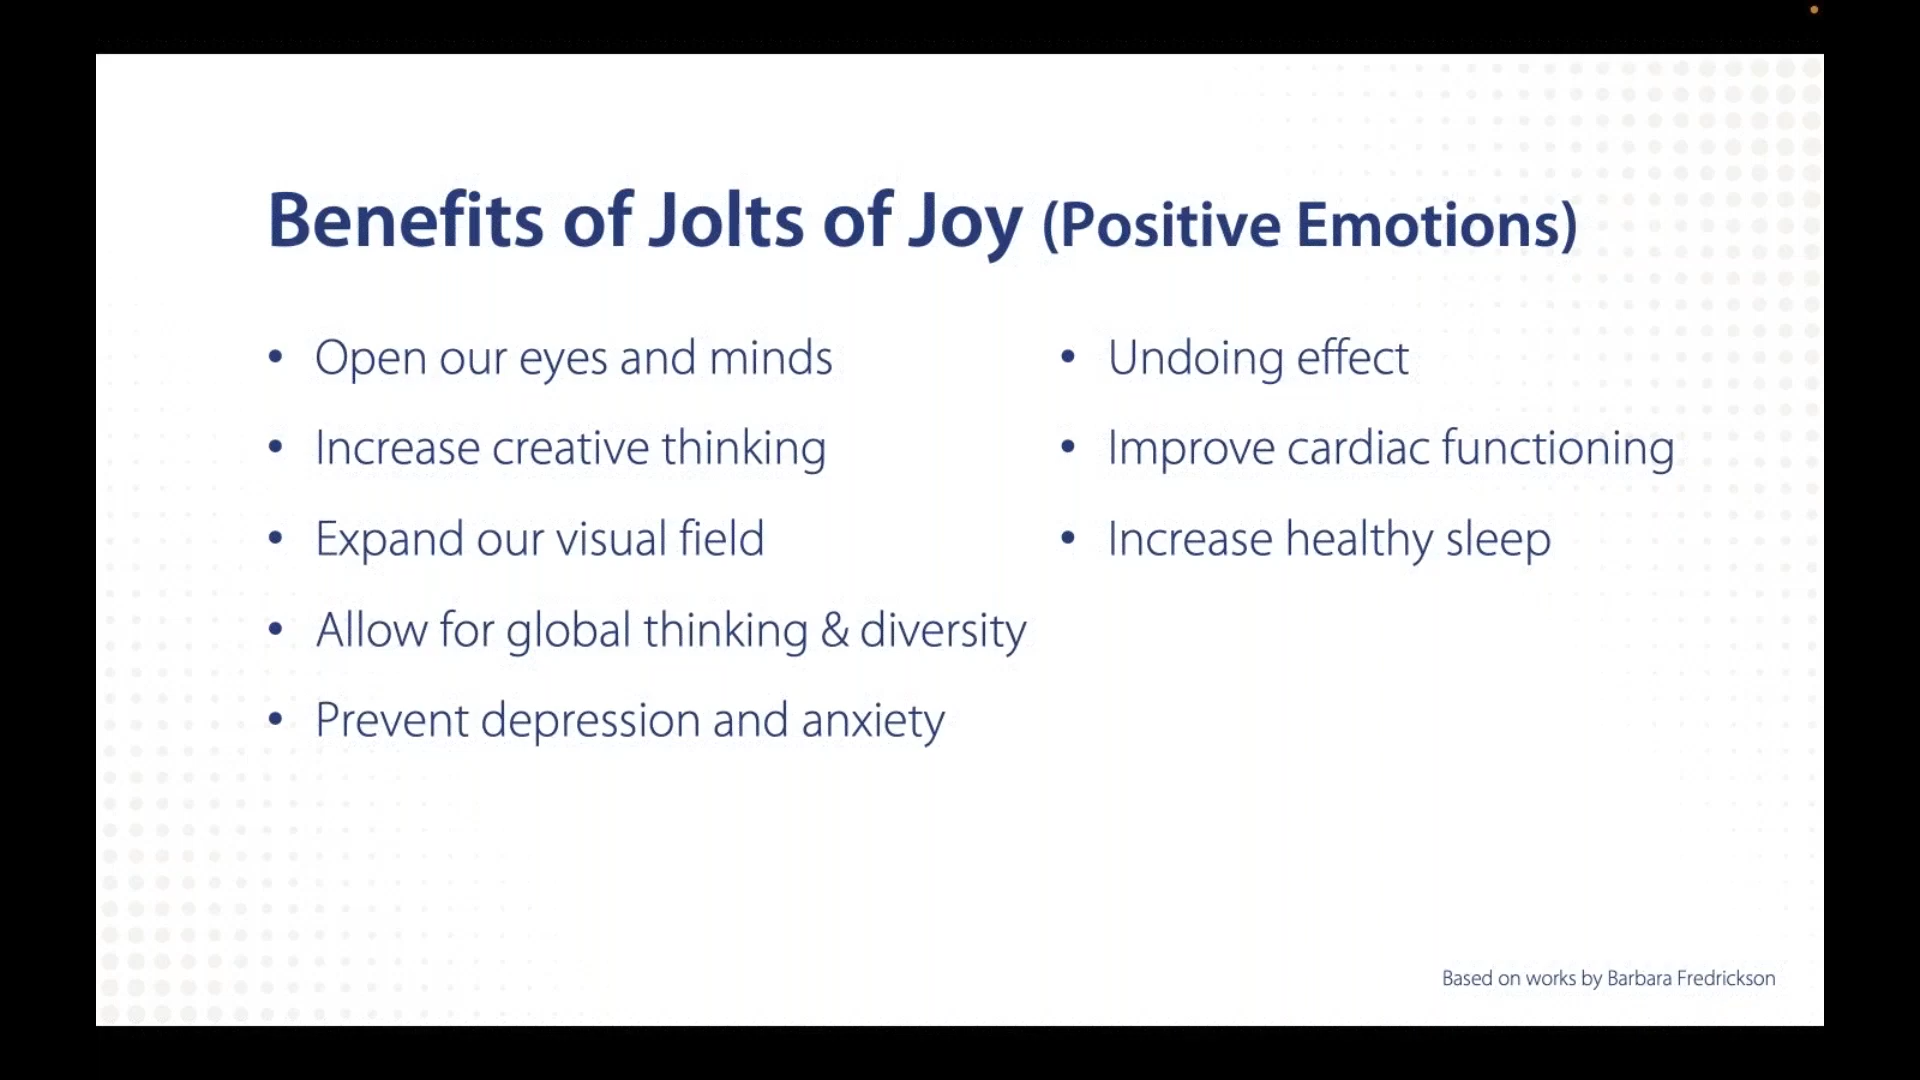 Benefits of Jolts of Joy (Positive Emotions)
• Open our eyes and minds
• Increase creative thinking
• Expand our visual field
• Allow for global thinking & diversity
• Prevent depression and anxiety
• Undoing effect
• Improve cardiac functioning
• Increase healthy sleep
Based on works by Barbara Fredrickson